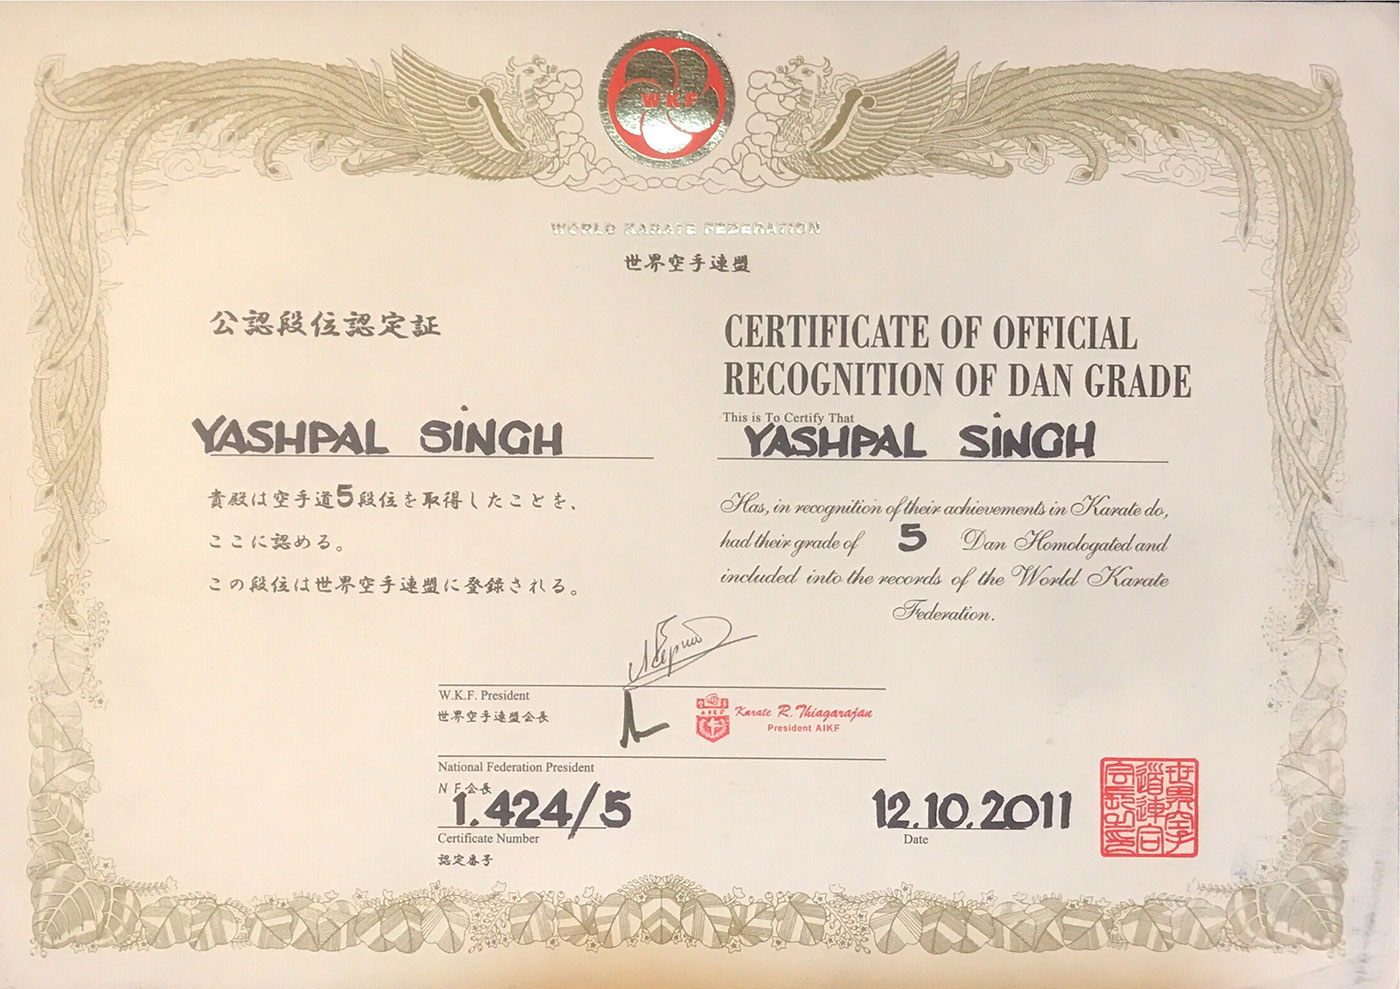 WKF
WORLD KARATE FEDERATION
世界空手連盟
公認段位認定証
YASHPAL SINGH
貴殿は空手道5段位を取得したことを、
ここに認める。
この段位は世界空手連盟に登録される。
CERTIFICATE OF OFFICIAL
RECOGNITION OF DAN GRADE
This is To Certify That
YASHPAL SINGH
Has, in recognition of their achievements in Karate do,
had their grade of 5 Dan Homologated and
included into the records of the World Karate
Federation.
W.K.F. President
世界空手連盟会長
AIKF
Karate R. Thiagarajan
President AIKF
National Federation President
NF会長
1.424/5
Certificate Number
認定番子
12.10.2011
Date